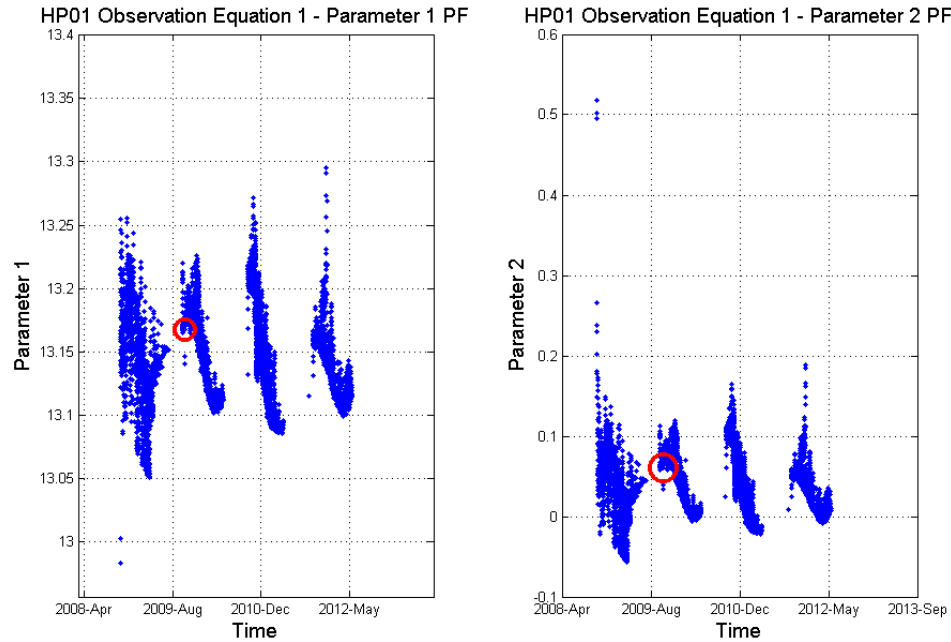 HP01 Observation Equation 1 - Parameter 1 PF
13.4
13.35
13.3
13.25
13.2
13.15
13.1
13.05
13
Parameter 1
2008-Apr
2009-Aug
2010-Dec
2012-May
Time
HP01 Observation Equation 1 - Parameter 2 PF
0.6
0.5
0.4
0.3
0.2
0.1
0
-0.1
Parameter 2
2008-Apr
2009-Aug
2010-Dec
2012-May
2013-Sep
Time